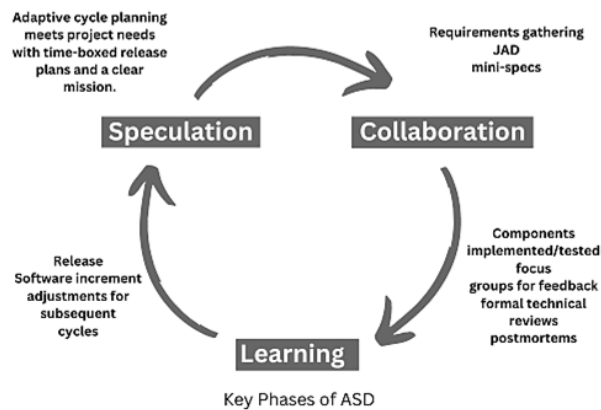 Adaptive cycle planning
meets project needs
with time-boxed release
plans and a clear
mission.
Requirements gathering
JAD
mini-specs
Speculation
Collaboration
Components
implemented/tested
focus
groups for feedback
formal technical
reviews
postmortems
Release
Software increment
adjustments for
subsequent
cycles
Learning
Key Phases of ASD